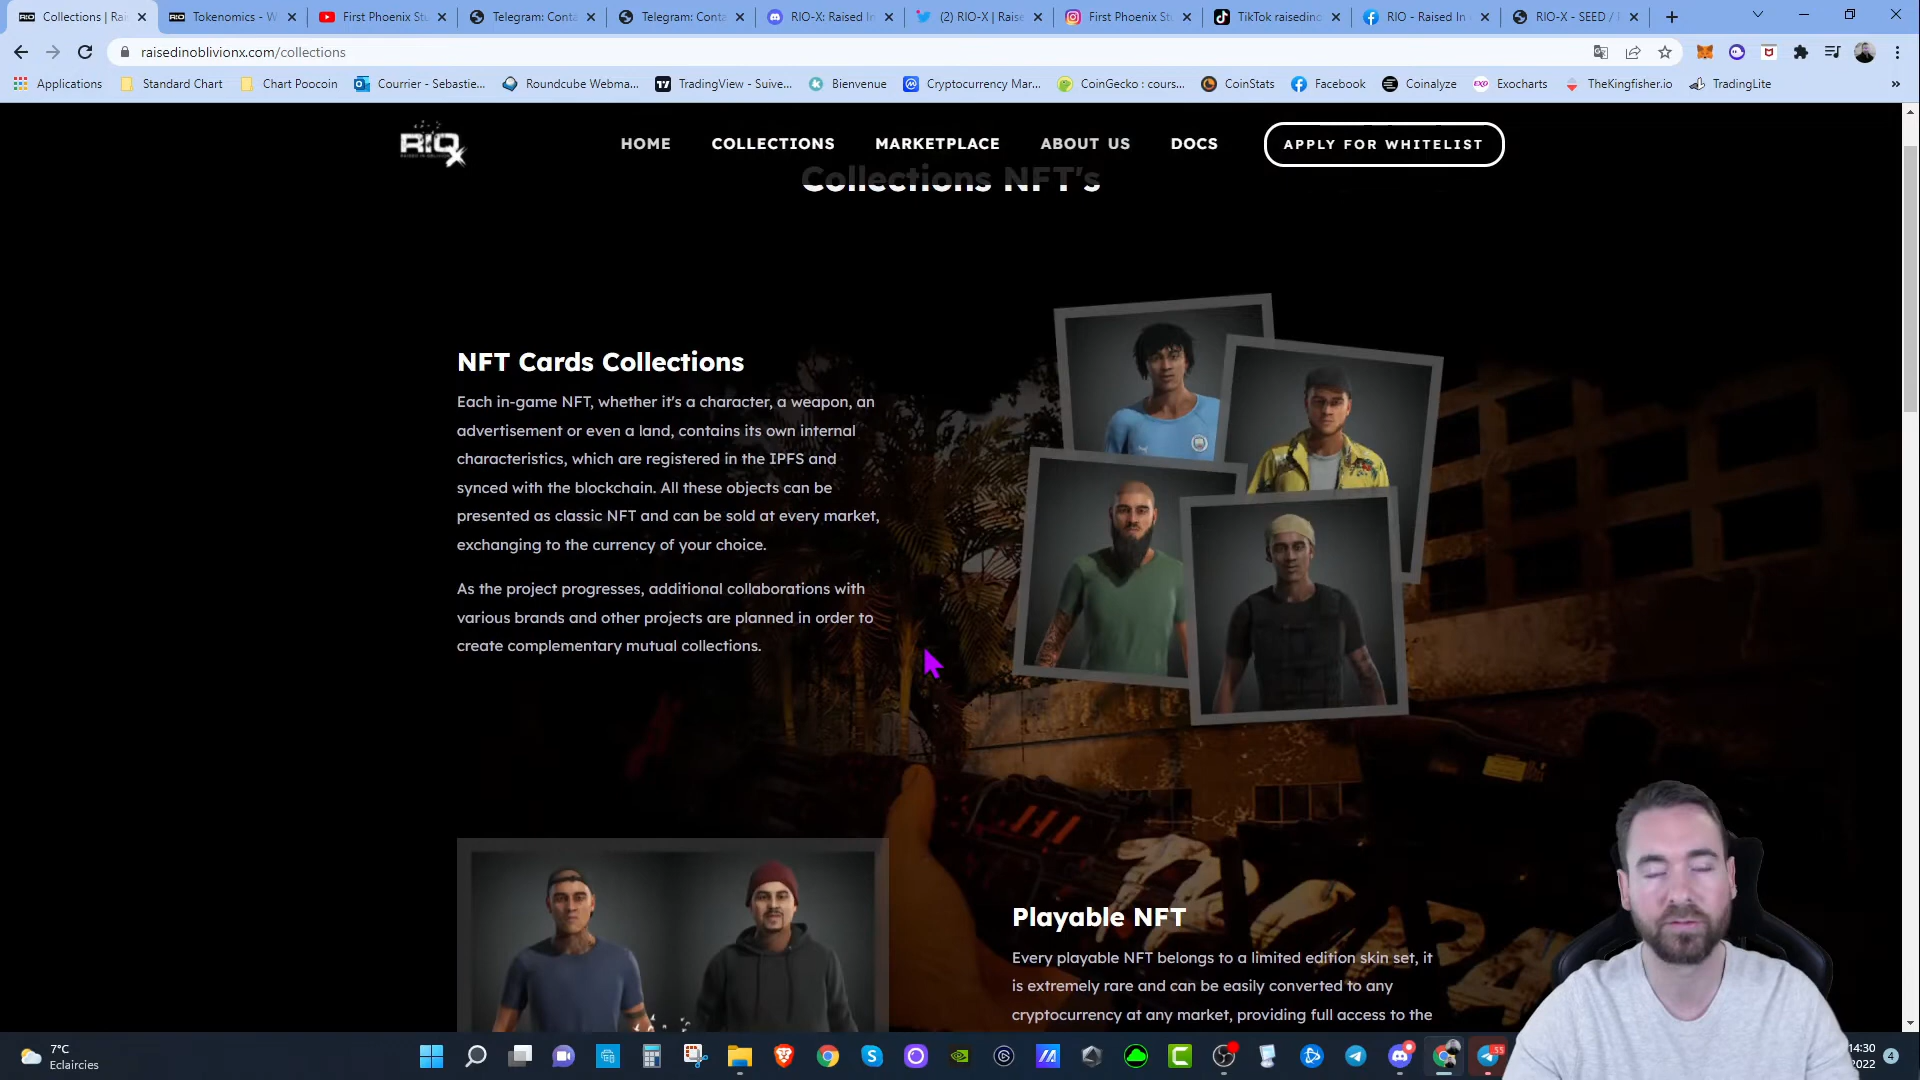 Collections | Ra
Tokenomics - W
First Phoenix Stu
Telegram: Conta
Telegram: Conta
RIO-X: Raised In
(2) RIO-X | Raise
First Phoenix Stu
TikTok raisedino
RIO - Raised In
RIO-X - SEED /
raisedinoblivionx.com/collections
Applications
Standard Chart
Chart Poocoin
Courrier - Sebastie...
Roundcube Webma...
TradingView - Suive...
Bienvenue
Cryptocurrency Mar...
CoinGecko : cours...
CoinStats
Facebook
Coinalyze
Exocharts
TheKingfisher.io
TradingLite
RIO X
HOME
COLLECTIONS
MARKETPLACE
ABOUT US
DOCS
APPLY FOR WHITELIST
Collections NFT's
NFT Cards Collections
Each in-game NFT, whether it's a character, a weapon, an
advertisement or even a land, contains its own internal
characteristics, which are registered in the IPFS and
synced with the blockchain. All these objects can be
presented as classic NFT and can be sold at every market,
exchanging to the currency of your choice.
As the project progresses, additional collaborations with
various brands and other projects are planned in order to
create complementary mutual collections.
Playable NFT
Every playable NFT belongs to a limited edition skin set, it
is extremely rare and can be easily converted to any
cryptocurrency at any market, providing full access to the
7°C
Eclaircies
55
14:30
2022
4